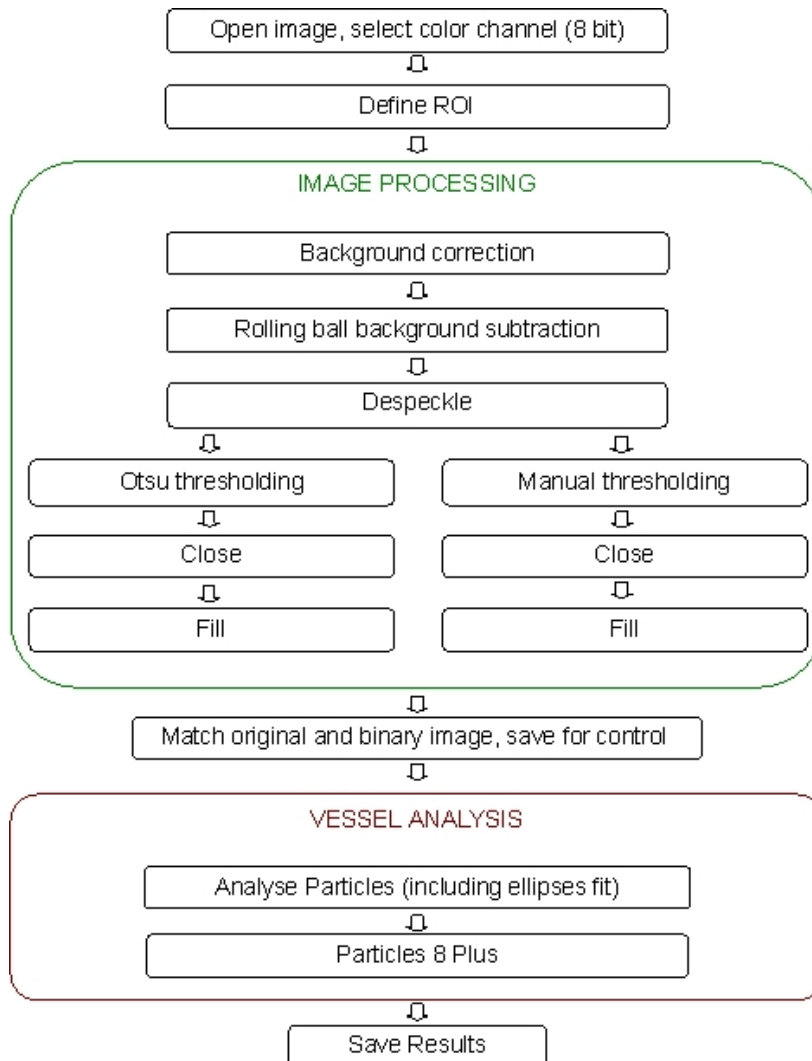 Open image, select color channel (8 bit)
Define ROI
IMAGE PROCESSING
Background correction
Rolling ball background subtraction
Despeckle
Otsu thresholding
Manual thresholding
Close
Close
Fill
Fill
Match original and binary image, save for control
VESSEL ANALYSIS
Analyse Particles (including ellipses fit)
Particles 8 Plus
Save Results